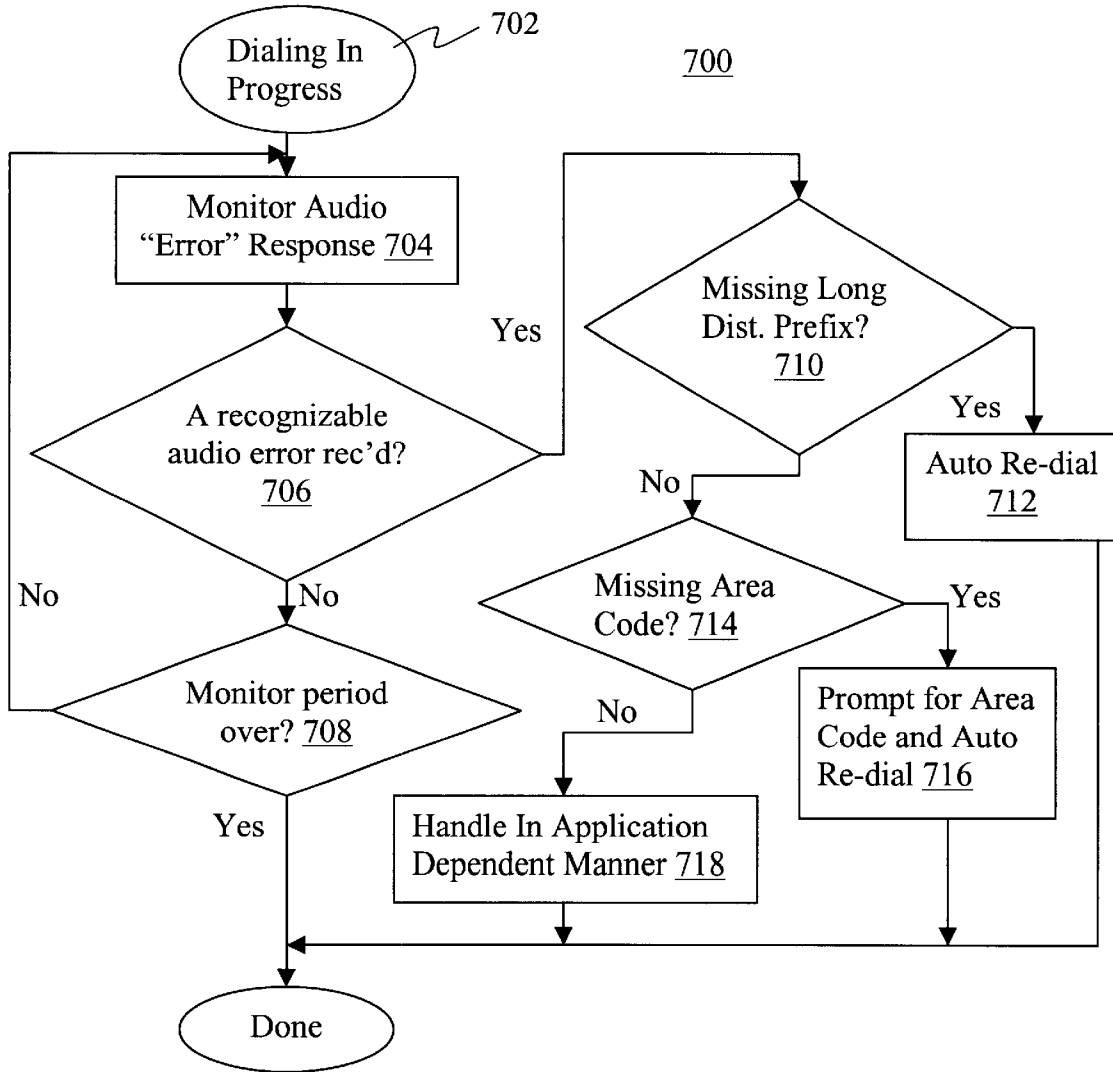 702
Dialing In
Progress
700
Monitor Audio
“Error” Response 704
Yes
Missing Long
Dist. Prefix?
710
A recognizable
audio error rec’d?
706
Yes
Auto Re-dial
712
No
No
No
Missing Area
Code? 714
Yes
Monitor period
over? 708
No
Prompt for Area
Code and Auto
Re-dial 716
Yes
Handle In Application
Dependent Manner 718
Done